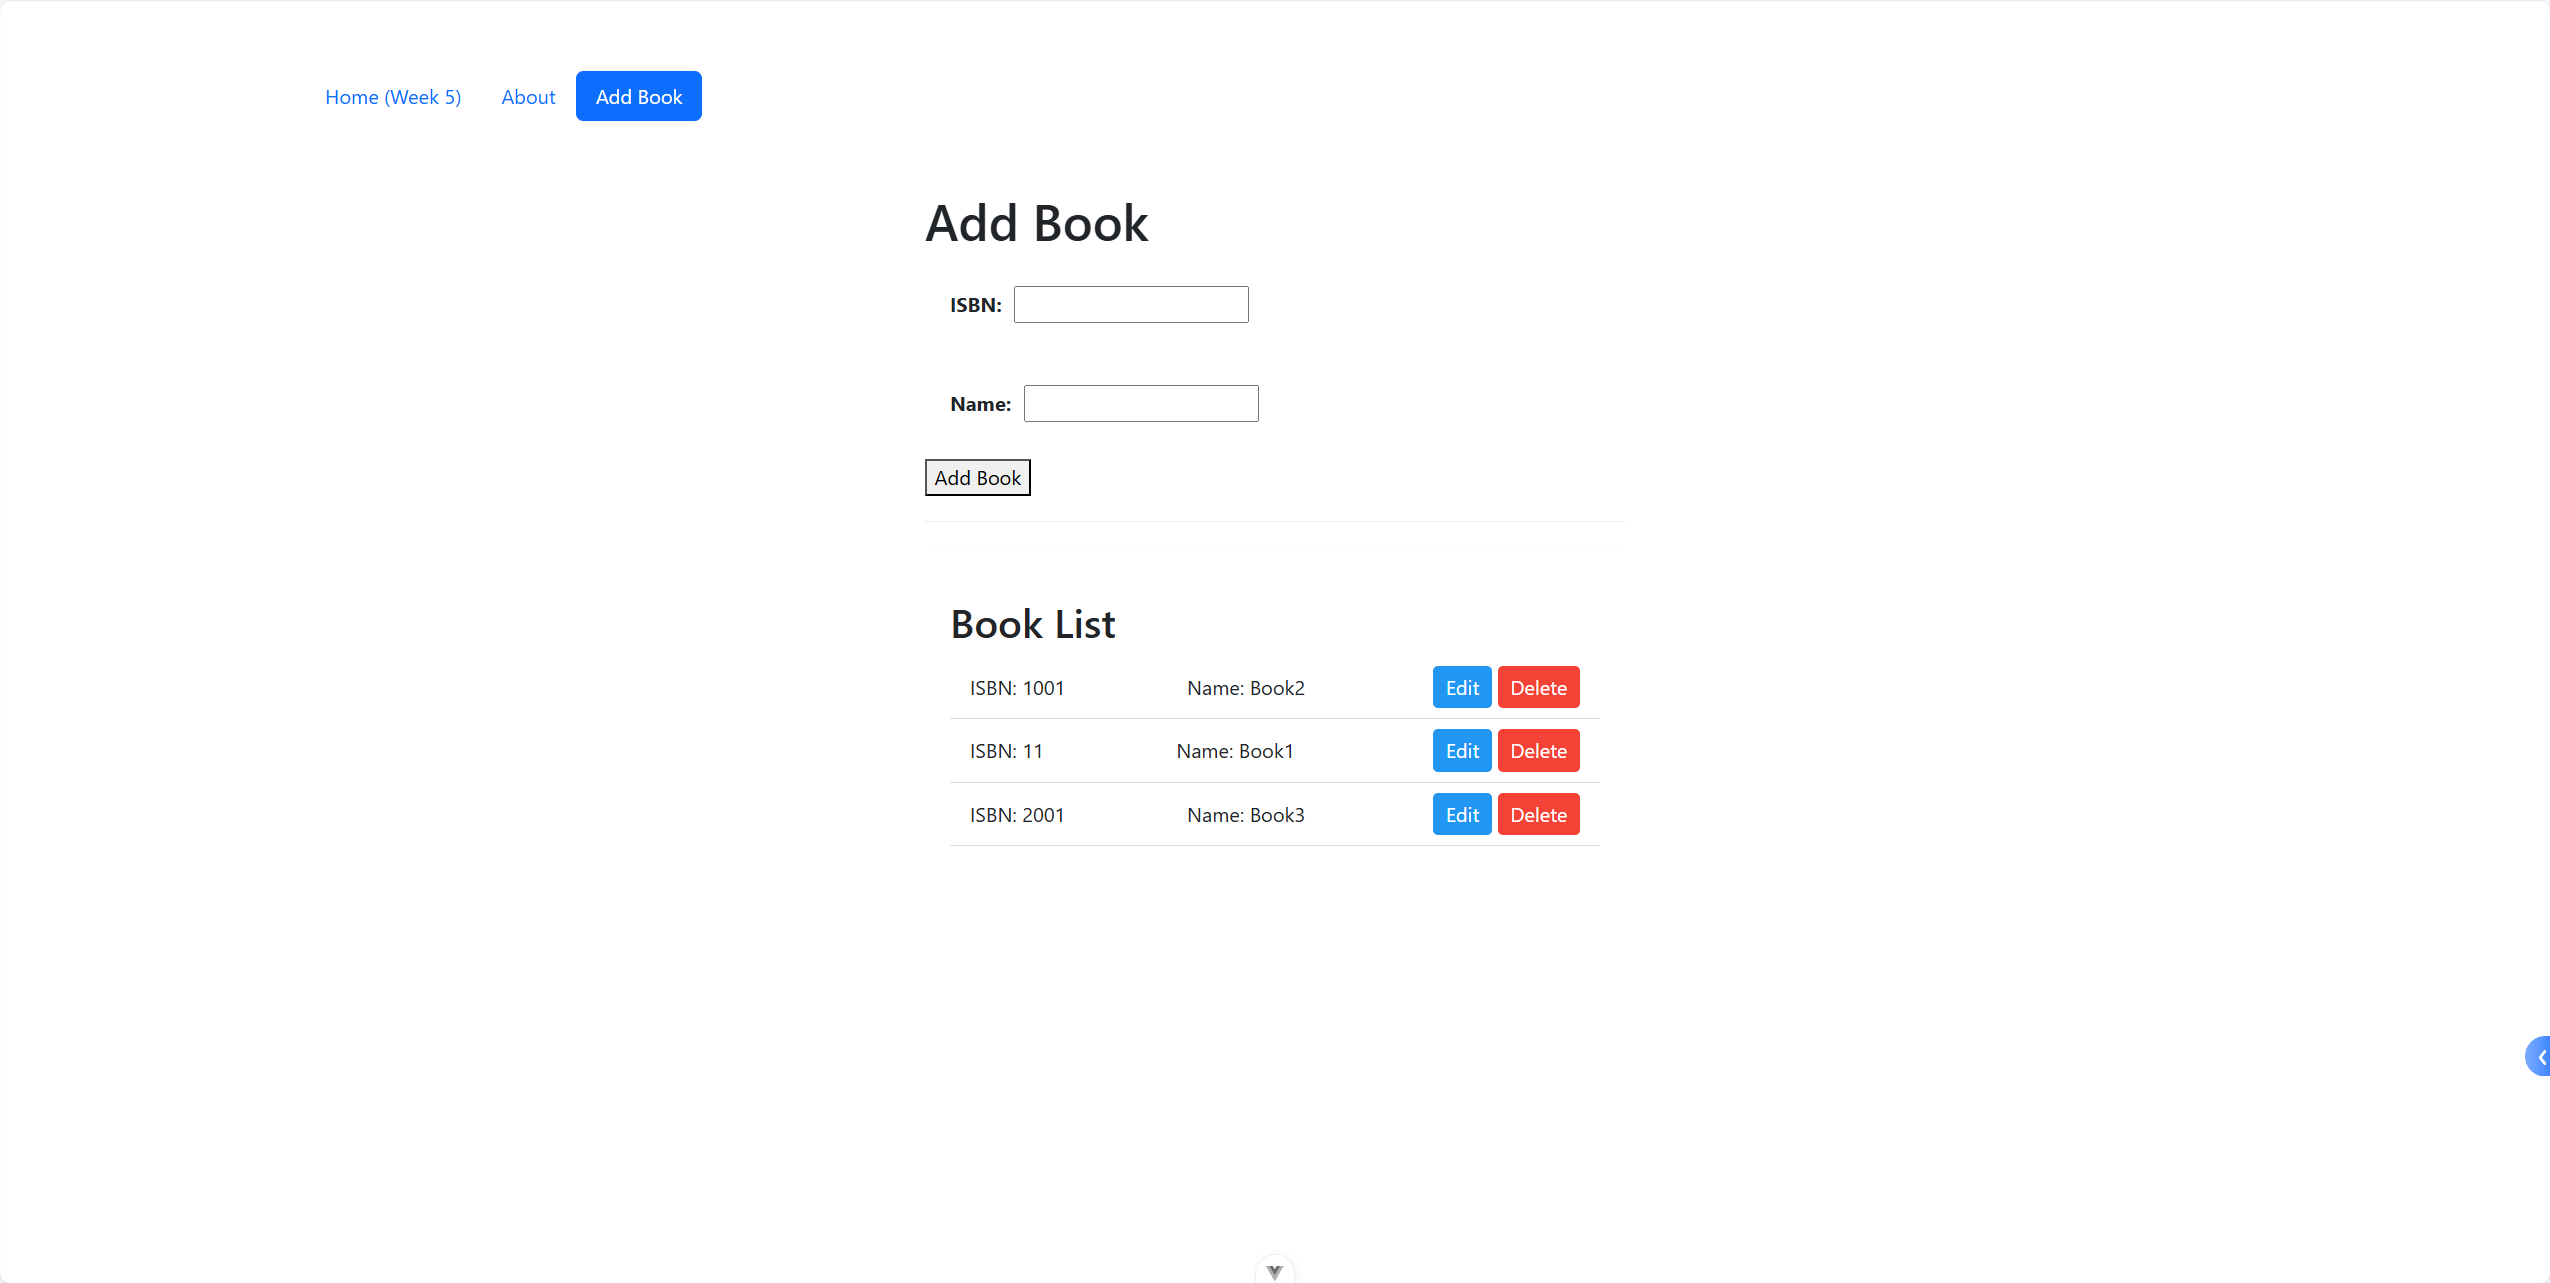 Home (Week 5) About Add Book
Add Book
ISBN:
Name:
Add Book
Book List
ISBN: 1001 Name: Book2 Edit Delete
ISBN: 11 Name: Book1 Edit Delete
ISBN: 2001 Name: Book3 Edit Delete